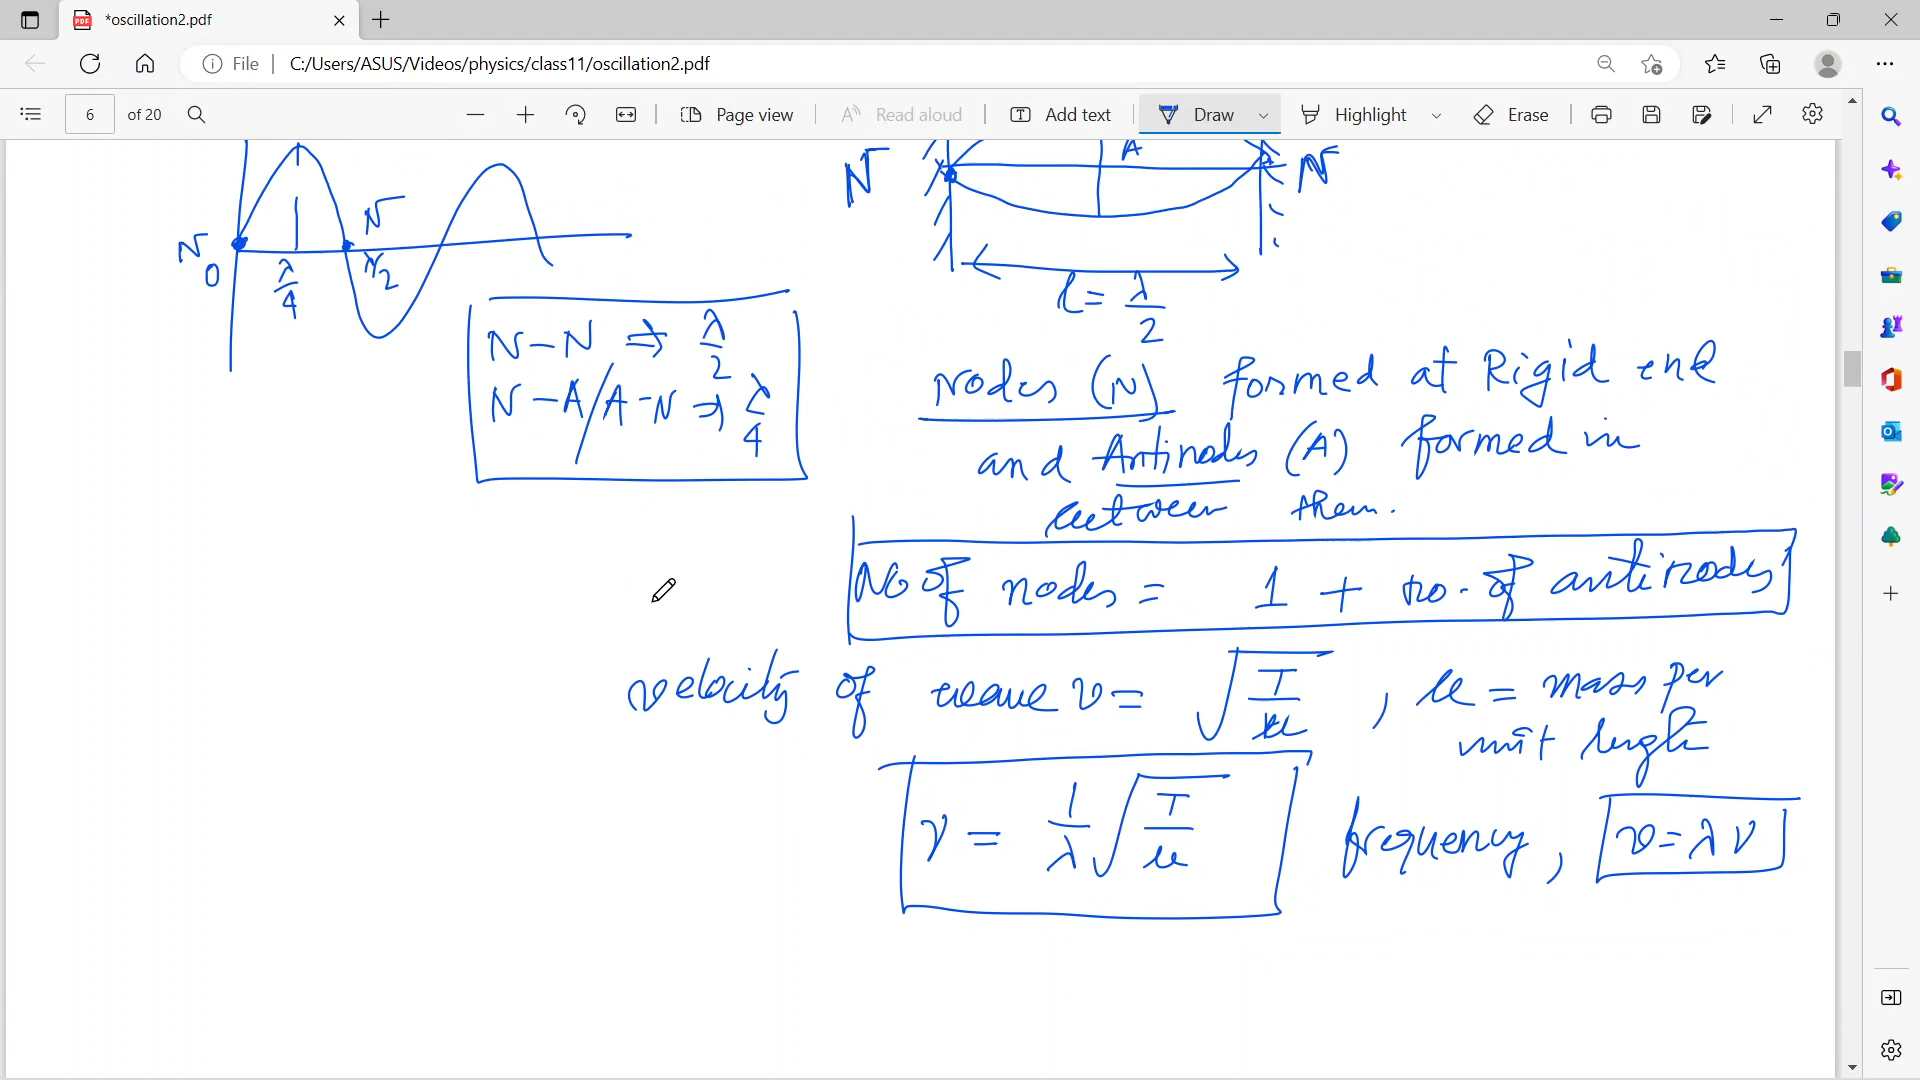 *oscillation2.pdf
File
C:/Users/ASUS/Videos/physics/class11/oscillation2.pdf
6 of 20
Page view
Read aloud
Add text
Draw
Highlight
Erase
N
A
N
N
N
0
λ/4
λ/2
l = λ/2
N-N ⇒ λ/2
N-A/A-N ⇒ λ/4
Nodes (N) formed at Rigid end
and Antinodes (A) formed in
between them.
No of nodes = 1 + no. of antinodes
velocity of wave v = √(T/μ) , μ = mass per
unit length
ν = 1/λ √(T/μ) frequency, v = λν